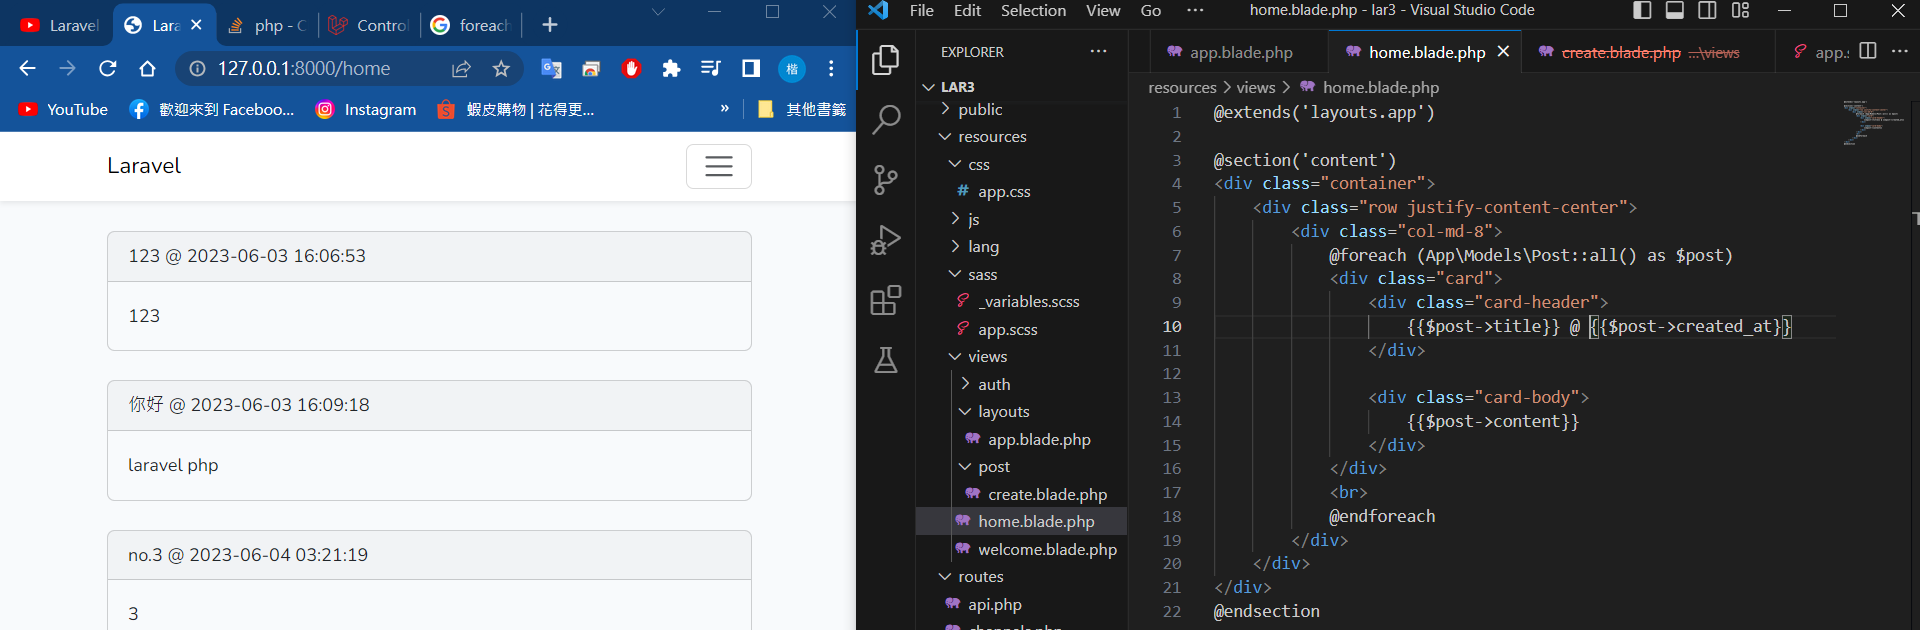 Laravel
Lara
php - C
Contro
foreach
127.0.0.1:8000/home
楷
YouTube
歡迎來到 Faceboo...
Instagram
蝦皮購物 | 花得更...
»
其他書籤
Laravel
123 @ 2023-06-03 16:06:53
123
你好 @ 2023-06-03 16:09:18
laravel php
no.3 @ 2023-06-04 03:21:19
3
File Edit Selection View Go ···
home.blade.php - lar3 - Visual Studio Code
EXPLORER
LAR3
public
resources
css
# app.css
js
lang
sass
_variables.scss
app.scss
views
auth
layouts
app.blade.php
post
create.blade.php
home.blade.php
welcome.blade.php
routes
api.php
channels.php
app.blade.php
home.blade.php
create.blade.php ...\views
app.s
resources > views > home.blade.php
1 @extends('layouts.app')
2
3 @section('content')
4 <div class="container">
5 <div class="row justify-content-center">
6 <div class="col-md-8">
7 @foreach (App\Models\Post::all() as $post)
8 <div class="card">
9 <div class="card-header">
10 {{$post->title}} @ {{$post->created_at}}
11 </div>
12
13 <div class="card-body">
14 {{$post->content}}
15 </div>
16 </div>
17 <br>
18 @endforeach
19 </div>
20 </div>
21 </div>
22 @endsection